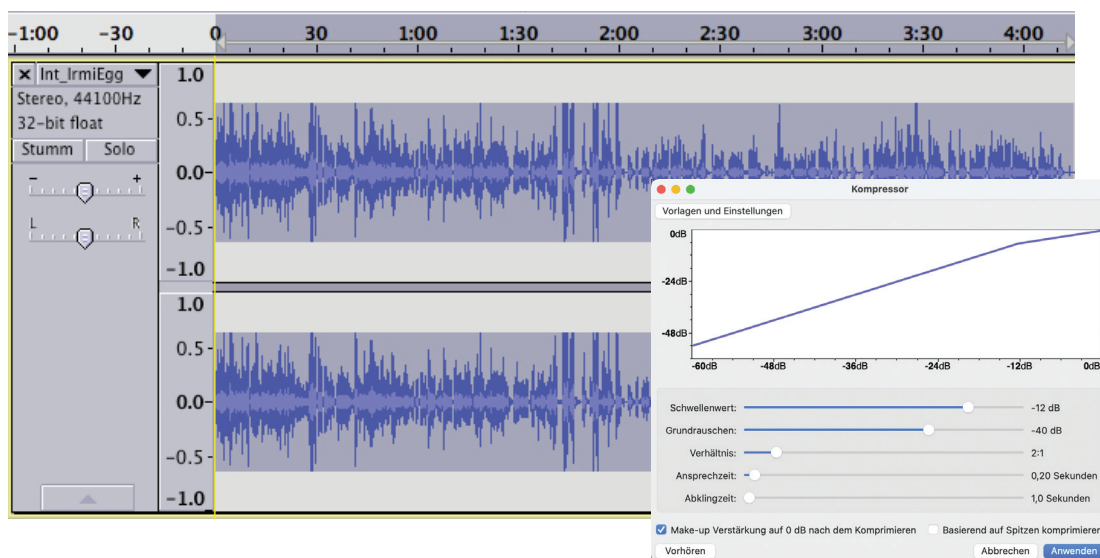 -1:00 -30 0 30 1:00 1:30 2:00 2:30 3:00 3:30 4:00
× Int_IrmiEgg
Stereo, 44100Hz
32-bit float
Stumm Solo
- +
L R
1.0
0.5
0.0
-0.5
-1.0
1.0
0.5
0.0
-0.5
-1.0
Kompressor
Vorlagen und Einstellungen
0dB
-24dB
-48dB
-60dB -48dB -36dB -24dB -12dB 0dB
Schwellenwert: -12 dB
Grundrauschen: -40 dB
Verhältnis: 2:1
Ansprechzeit: 0,20 Sekunden
Abklingzeit: 1,0 Sekunden
Make-up Verstärkung auf 0 dB nach dem Komprimieren Basierend auf Spitzen komprimieren
Vorhören Abbrechen Anwenden